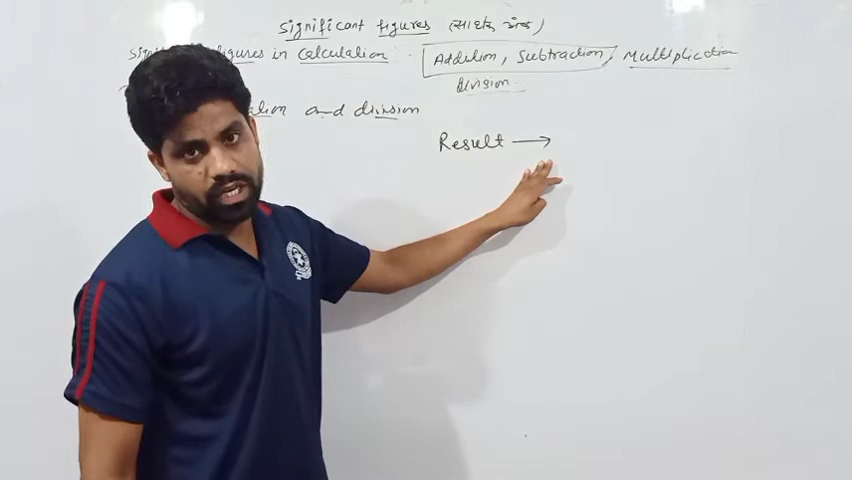 significant figures (सार्थक अंक)
figures in calculation Addition, subtraction, Multiplication
Division
and division
Result →